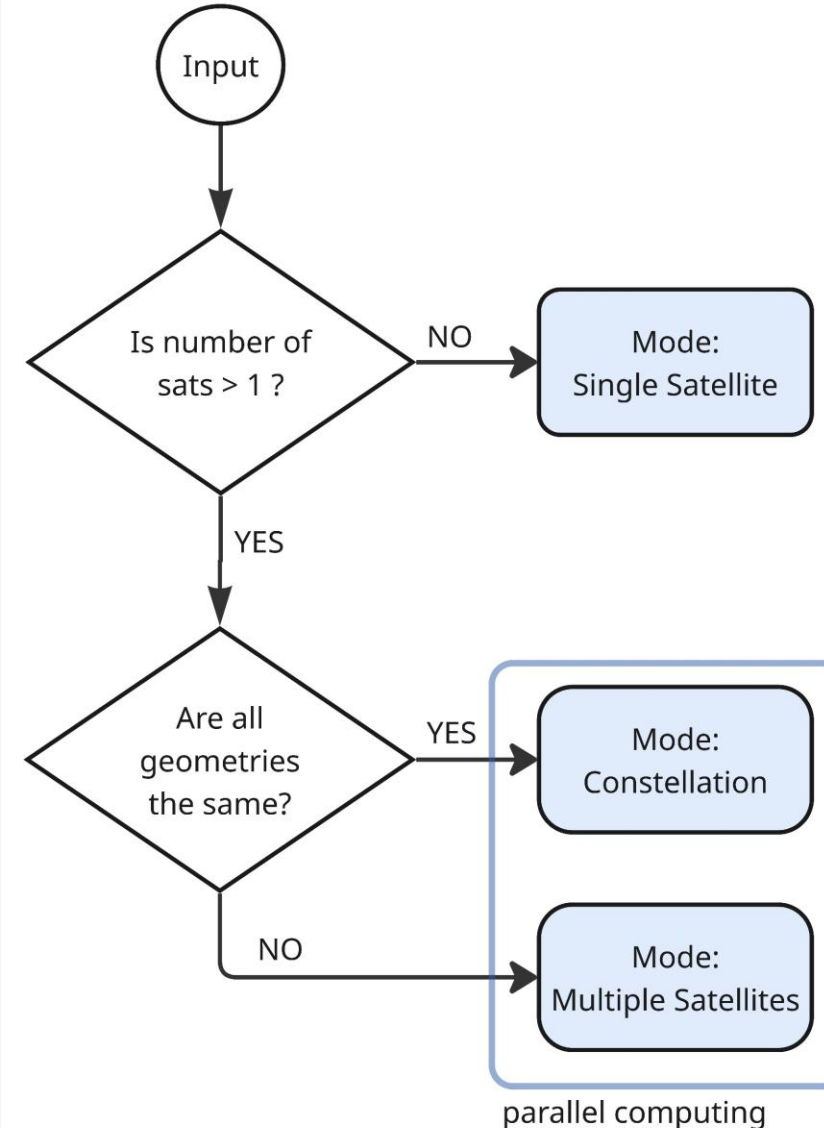 Input
Is number of
sats > 1 ?
NO
Mode:
Single Satellite
YES
Are all
geometries
the same?
YES
Mode:
Constellation
NO
Mode:
Multiple Satellites
parallel computing